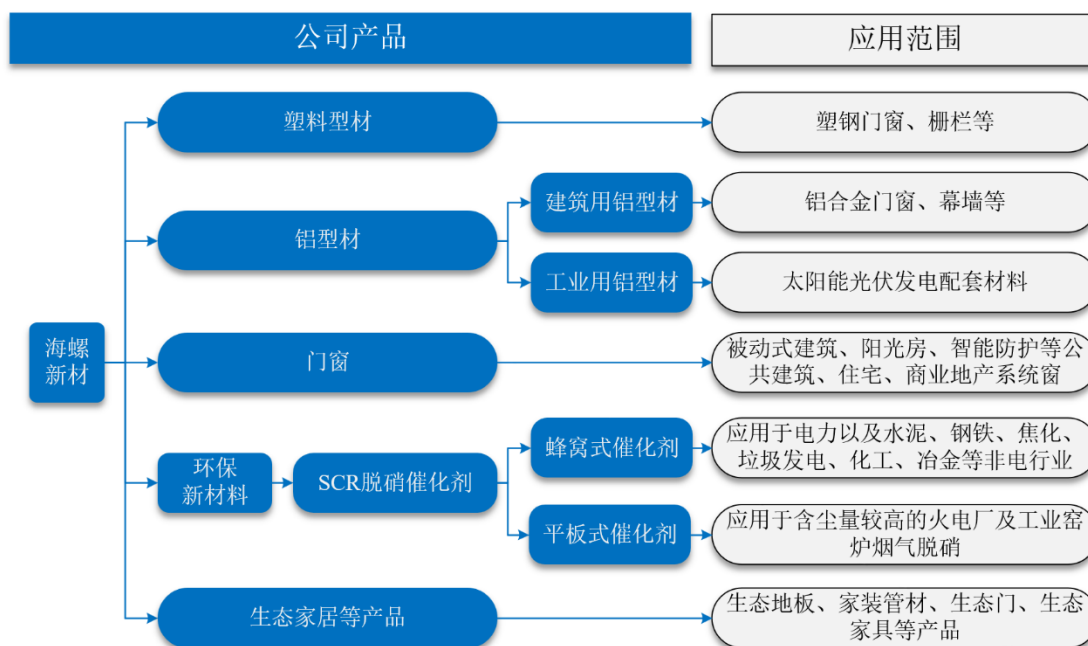 公司产品
应用范围
塑料型材
塑钢门窗、栅栏等
建筑用铝型材
铝合金门窗、幕墙等
铝型材
工业用铝型材
太阳能光伏发电配套材料
海螺
新材
门窗
被动式建筑、阳光房、智能防护等公
共建筑、住宅、商业地产系统窗
环保
新材料
SCR脱硝催化剂
蜂窝式催化剂
应用于电力以及水泥、钢铁、焦化、
垃圾发电、化工、冶金等非电行业
平板式催化剂
应用于含尘量较高的火电厂及工业窑
炉烟气脱硝
生态家居等产品
生态地板、家装管材、生态门、生态
家具等产品